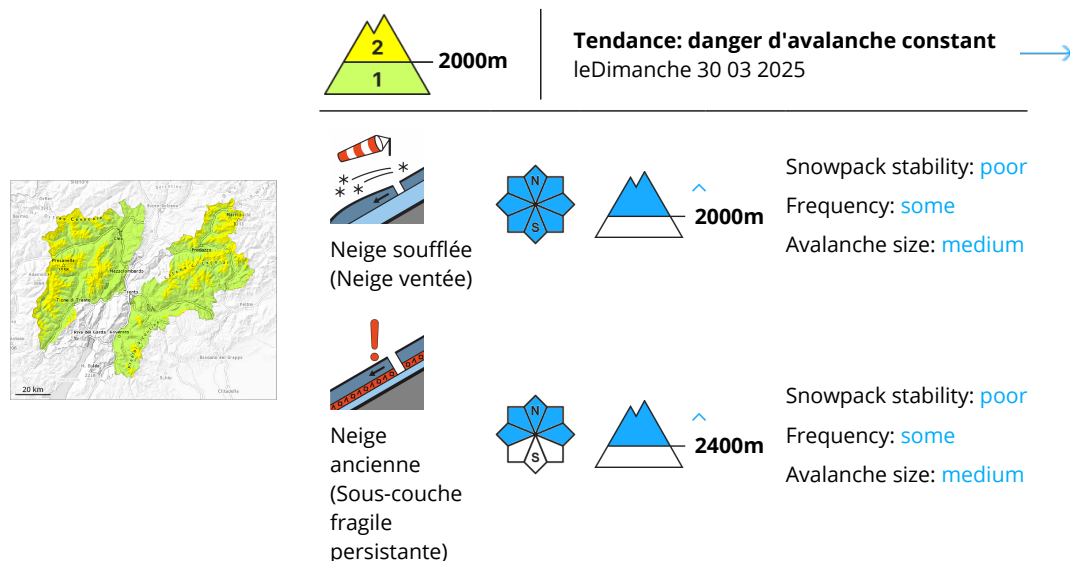 2
1
2000m
Tendance: danger d'avalanche constant
leDimanche 30 03 2025
N
S
2000m
Snowpack stability: poor
Frequency: some
Avalanche size: medium
Neige soufflée
(Neige ventée)
20 km
N
S
2400m
Snowpack stability: poor
Frequency: some
Avalanche size: medium
Neige
ancienne
(Sous-couche
fragile
persistante)